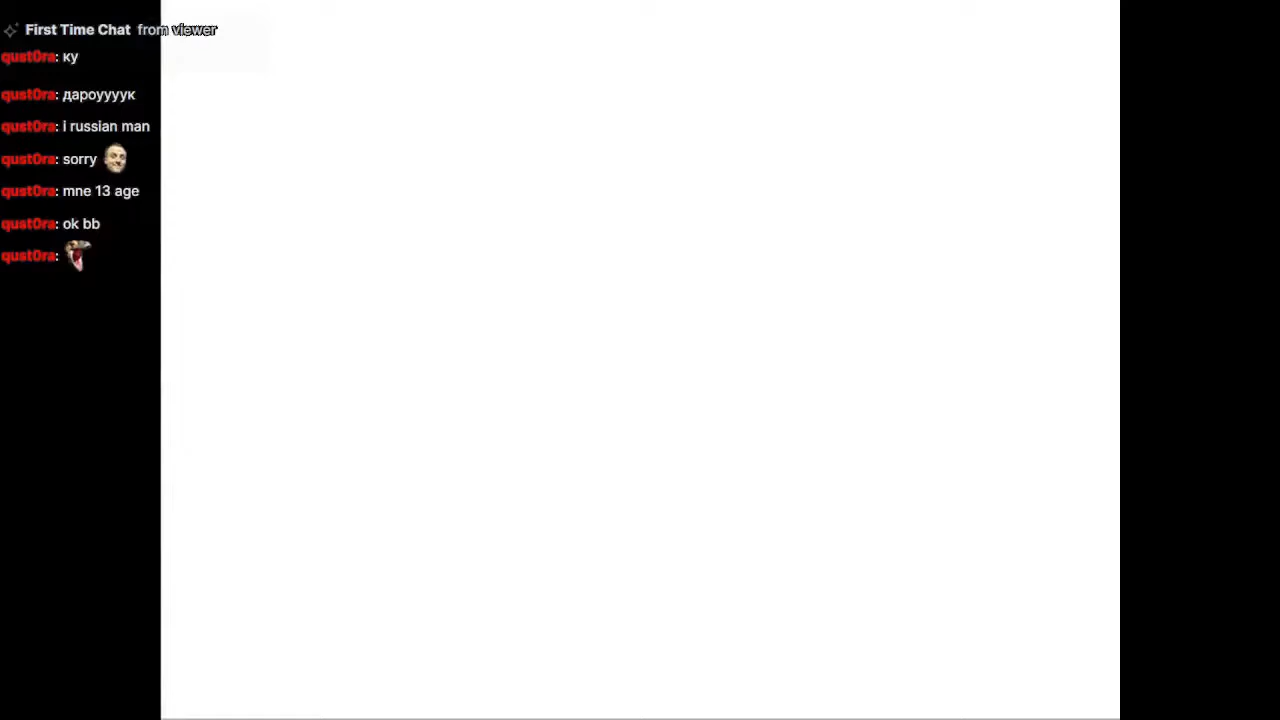 First Time Chat from viewer
qust0ra: ку
qust0ra: дароуууук
qust0ra: i russian man
qust0ra: sorry
qust0ra: mne 13 age
qust0ra: ok bb
qust0ra: